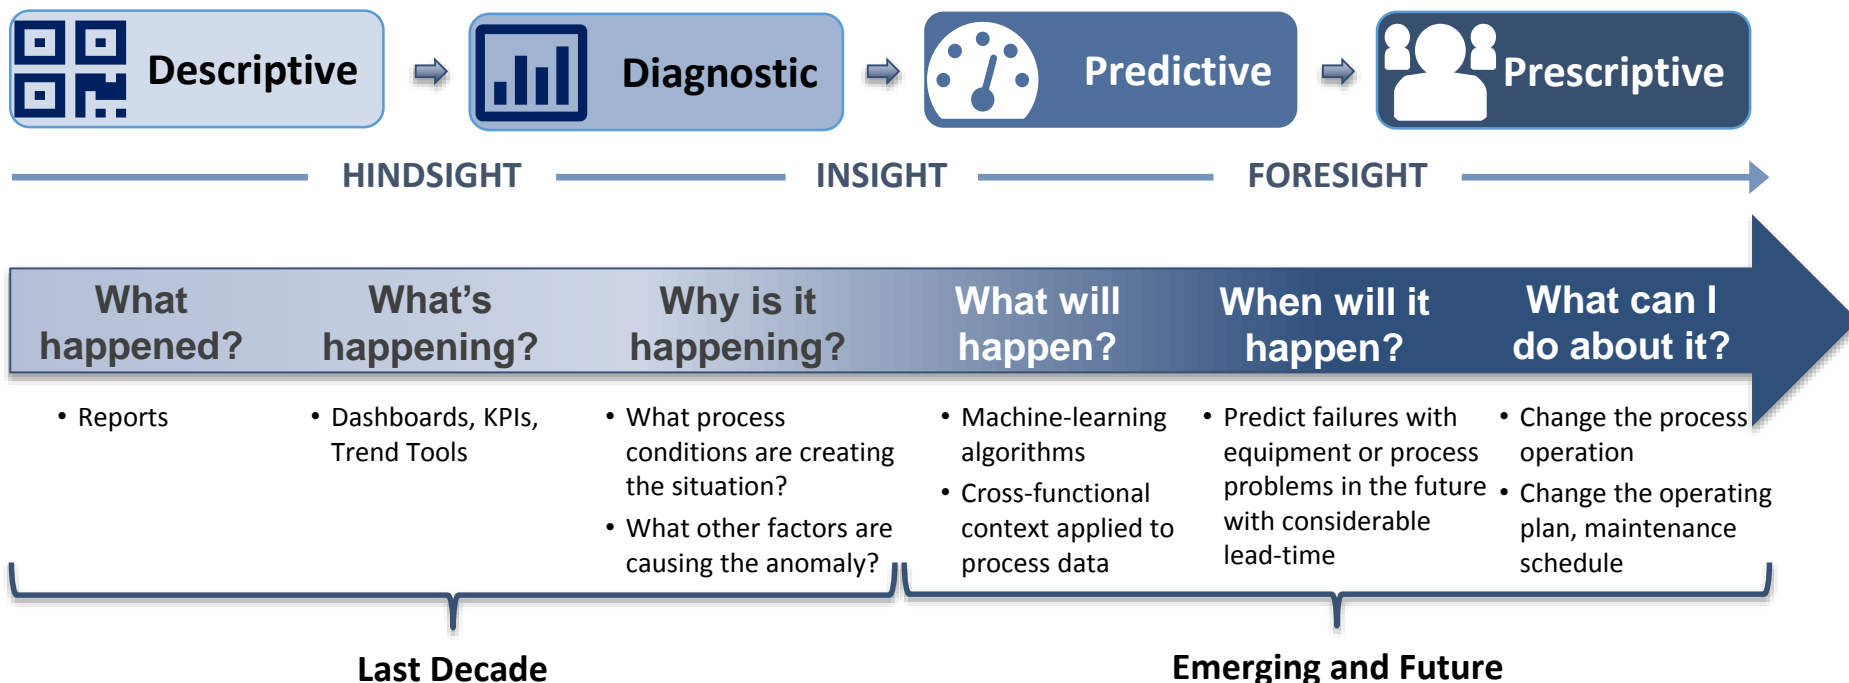 Descriptive
Diagnostic
Predictive
Prescriptive
HINDSIGHT
INSIGHT
FORESIGHT
What
happened?
What's
happening?
Why is it
happening?
What will
happen?
When will it
happen?
What can I
do about it?
• Reports
• Dashboards, KPIs,
Trend Tools
• What process
conditions are creating
the situation?
• What other factors are
causing the anomaly?
• Machine-learning
algorithms
• Cross-functional
context applied to
process data
• Predict failures with
equipment or process
problems in the future
with considerable
lead-time
• Change the process
operation
• Change the operating
plan, maintenance
schedule
Last Decade
Emerging and Future